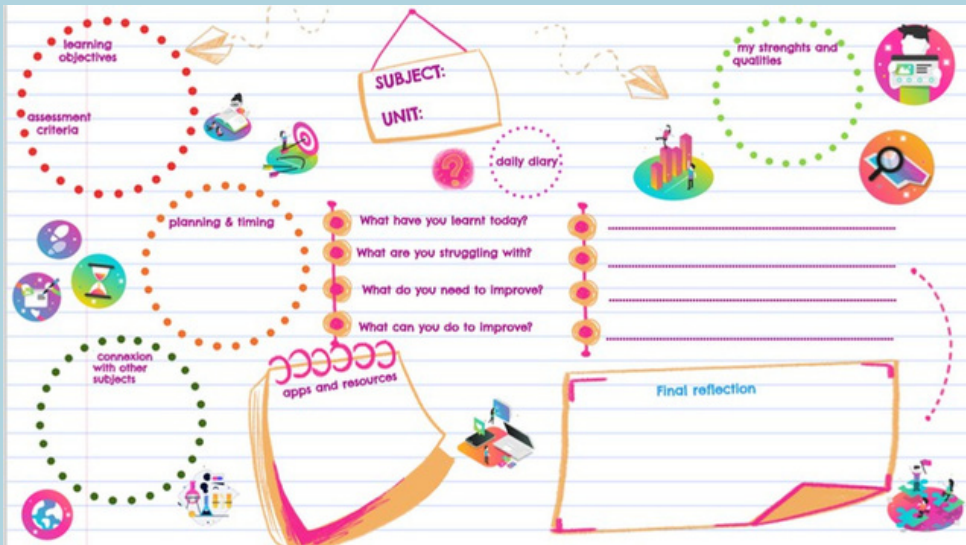 learning
objectives
assessment
criteria
SUBJECT:
UNIT:
my strenghts and
qualities
daily diary
planning & timing
What have you learnt today?
What are you struggling with?
What do you need to improve?
What can you do to improve?
connexion
with other
subjects
apps and resources
Final reflection